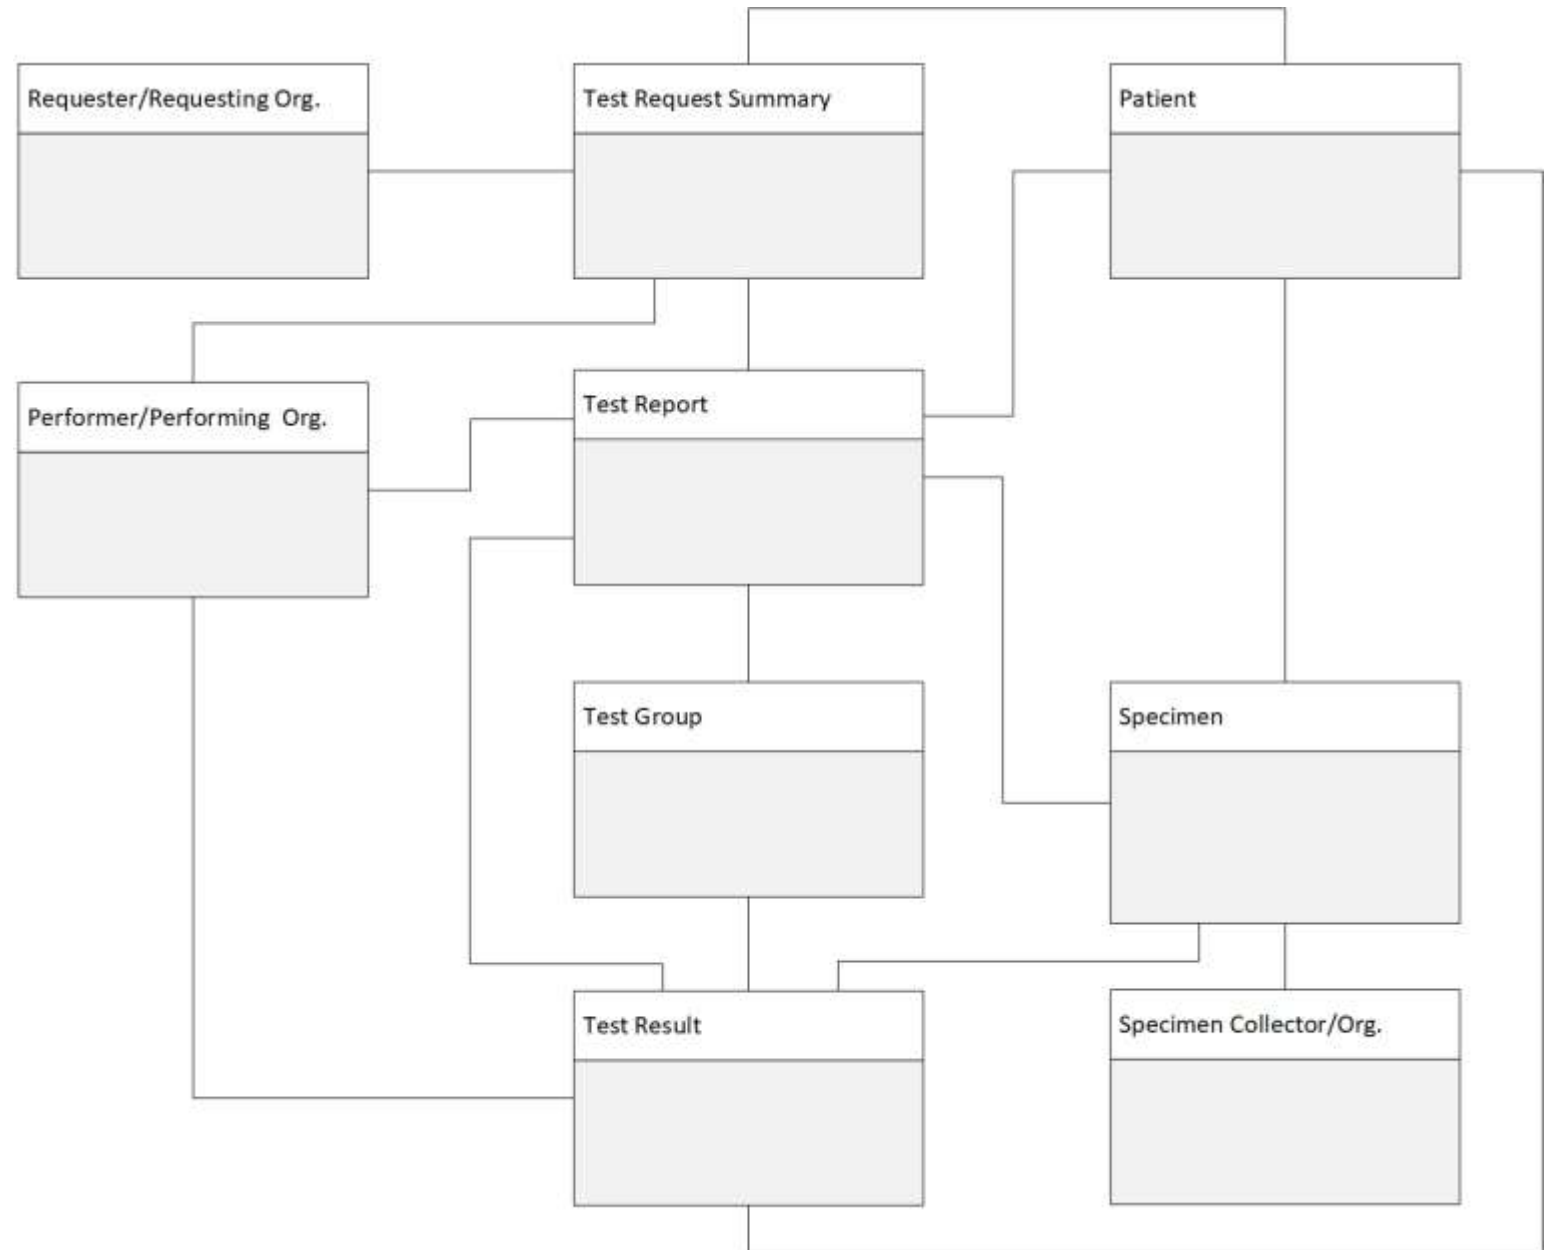 Requester/Requesting Org.
Test Request Summary
Patient
Performer/Performing  Org.
Test Report
Test Group
Specimen
Test Result
Specimen Collector/Org.